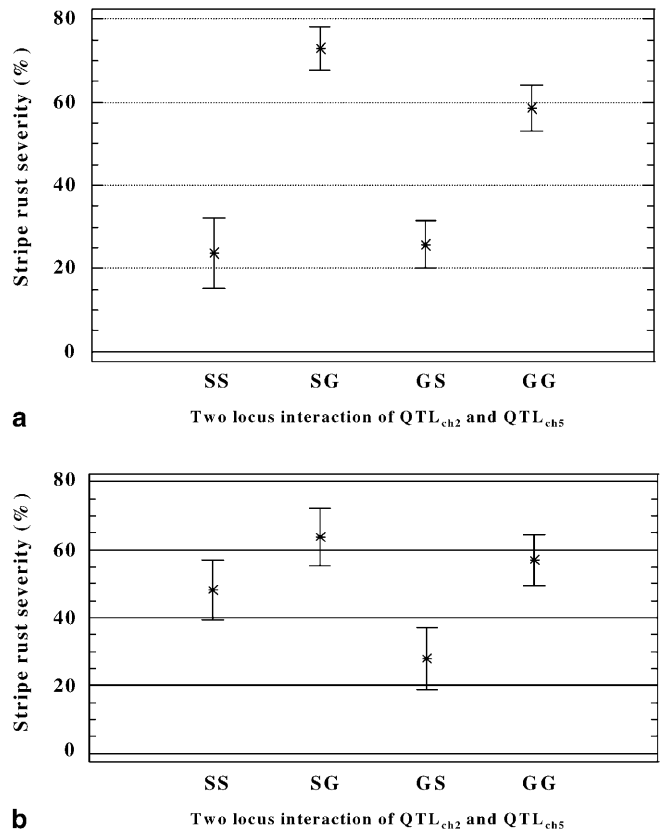 80
60
40
20
0
Stripe rust severity (%)
SS SG GS GG
Two locus interaction of QTLch2 and QTLch5
a
80
60
40
20
0
Stripe rust severity (%)
SS SG GS GG
Two locus interaction of QTLch2 and QTLch5
b